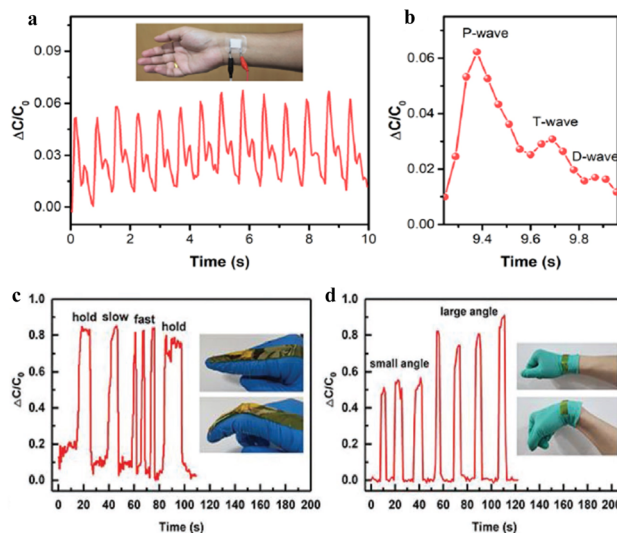 a
0.09
0.06
0.03
0.00
ΔC/C₀
0 2 4 6 8 10
Time (s)
b
0.06
0.04
0.02
0.00
ΔC/C₀
P-wave
T-wave
D-wave
9.4 9.6 9.8
Time (s)
c
1.0
0.8
0.6
0.4
0.2
0.0
△C/C₀
hold slow fast hold
0 20 40 60 80 100 120 140 160 180 200
Time (s)
d
1.0
0.8
0.6
0.4
0.2
0.0
△C/C₀
large angle
small angle
0 20 40 60 80 100 120 140 160 180 200
Time (s)